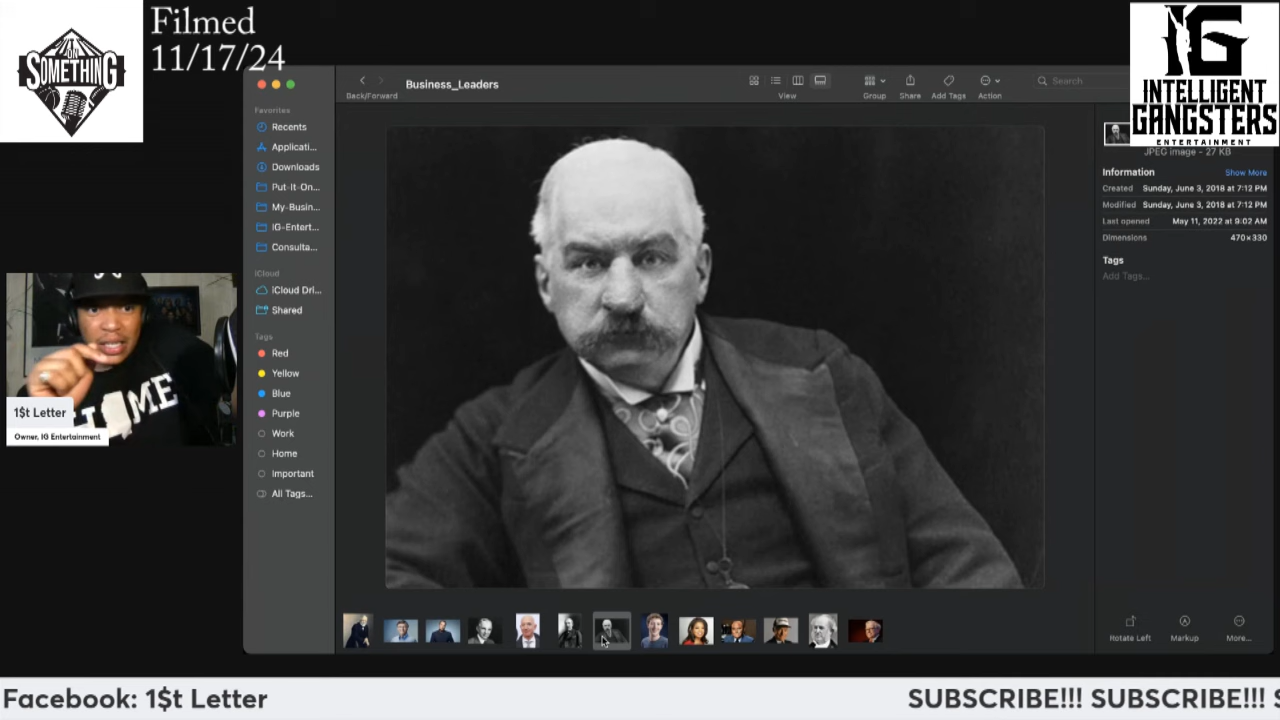 IT ON
SOMETHING
Filmed
11/17/24
IG
INTELLIGENT
GANGSTERS
ENTERTAINMENT
Back/Forward
Business_Leaders
View
Group
Share
Add Tags
Action
Search
Favorites
Recents
Applicati...
Downloads
Put-It-On...
My-Busin...
IG-Entert...
Consulta...
iCloud
iCloud Dri...
Shared
Tags
Red
Yellow
Blue
Purple
Work
Home
Important
All Tags...
JPEG image - 27 KB
Information
Show More
Created Sunday, June 3, 2018 at 7:12 PM
Modified Sunday, June 3, 2018 at 7:12 PM
Last opened May 11, 2022 at 9:02 AM
Dimensions 470×330
Tags
Add Tags...
H ME
1$t Letter
Owner, IG Entertainment
Rotate Left
Markup
More...
Facebook: 1$t Letter
SUBSCRIBE!!! SUBSCRIBE!!! S